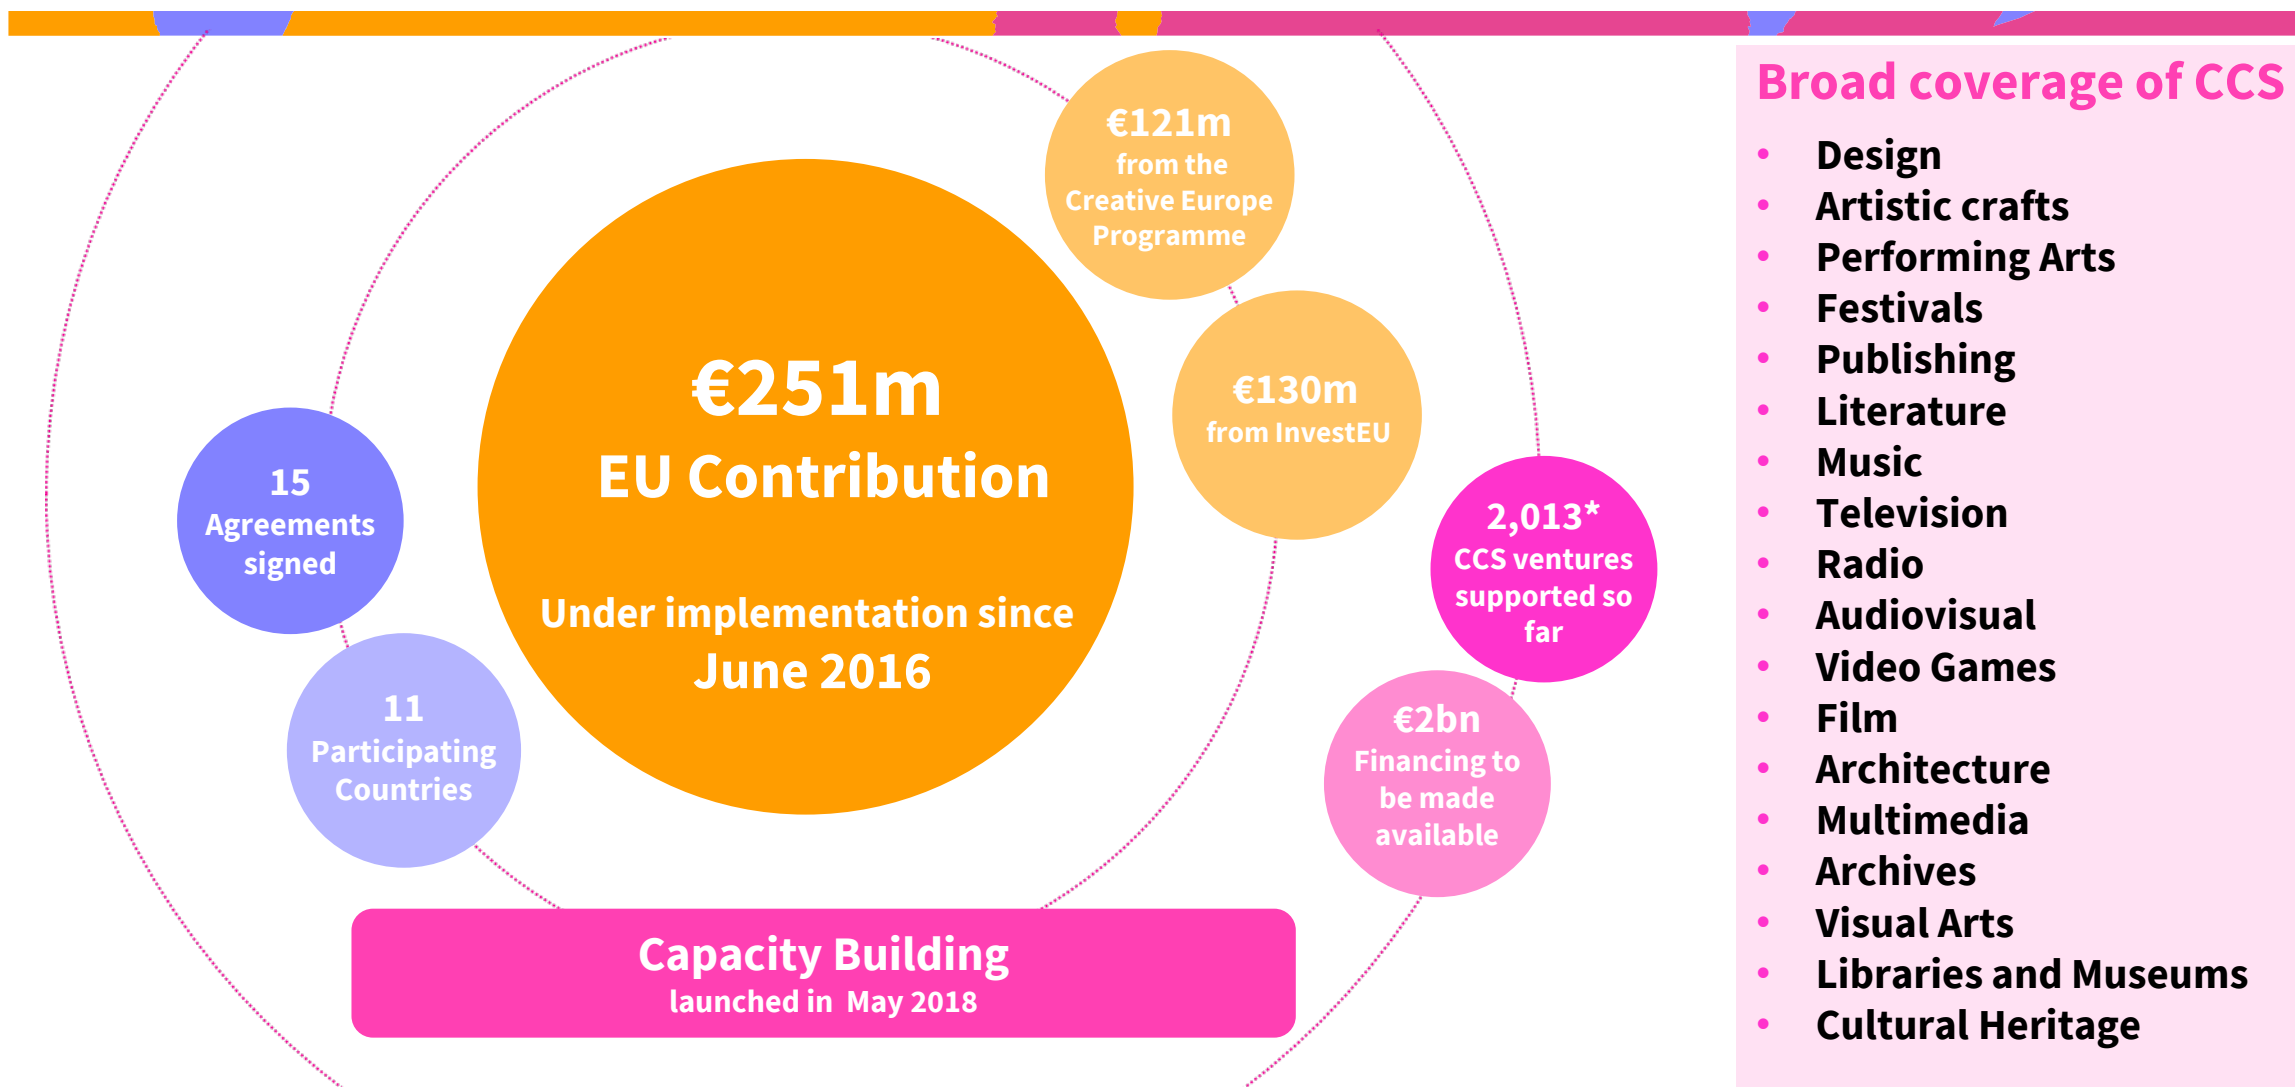 €121m
from the
Creative Europe
Programme
€130m
from InvestEU
€251m
EU Contribution
Under implementation since
June 2016
15
Agreements
signed
11
Participating
Countries
2,013*
CCS ventures
supported so
far
€2bn
Financing to
be made
available
Capacity Building
launched in May 2018
Broad coverage of CCS
• Design
• Artistic crafts
• Performing Arts
• Festivals
• Publishing
• Literature
• Music
• Television
• Radio
• Audiovisual
• Video Games
• Film
• Architecture
• Multimedia
• Archives
• Visual Arts
• Libraries and Museums
• Cultural Heritage